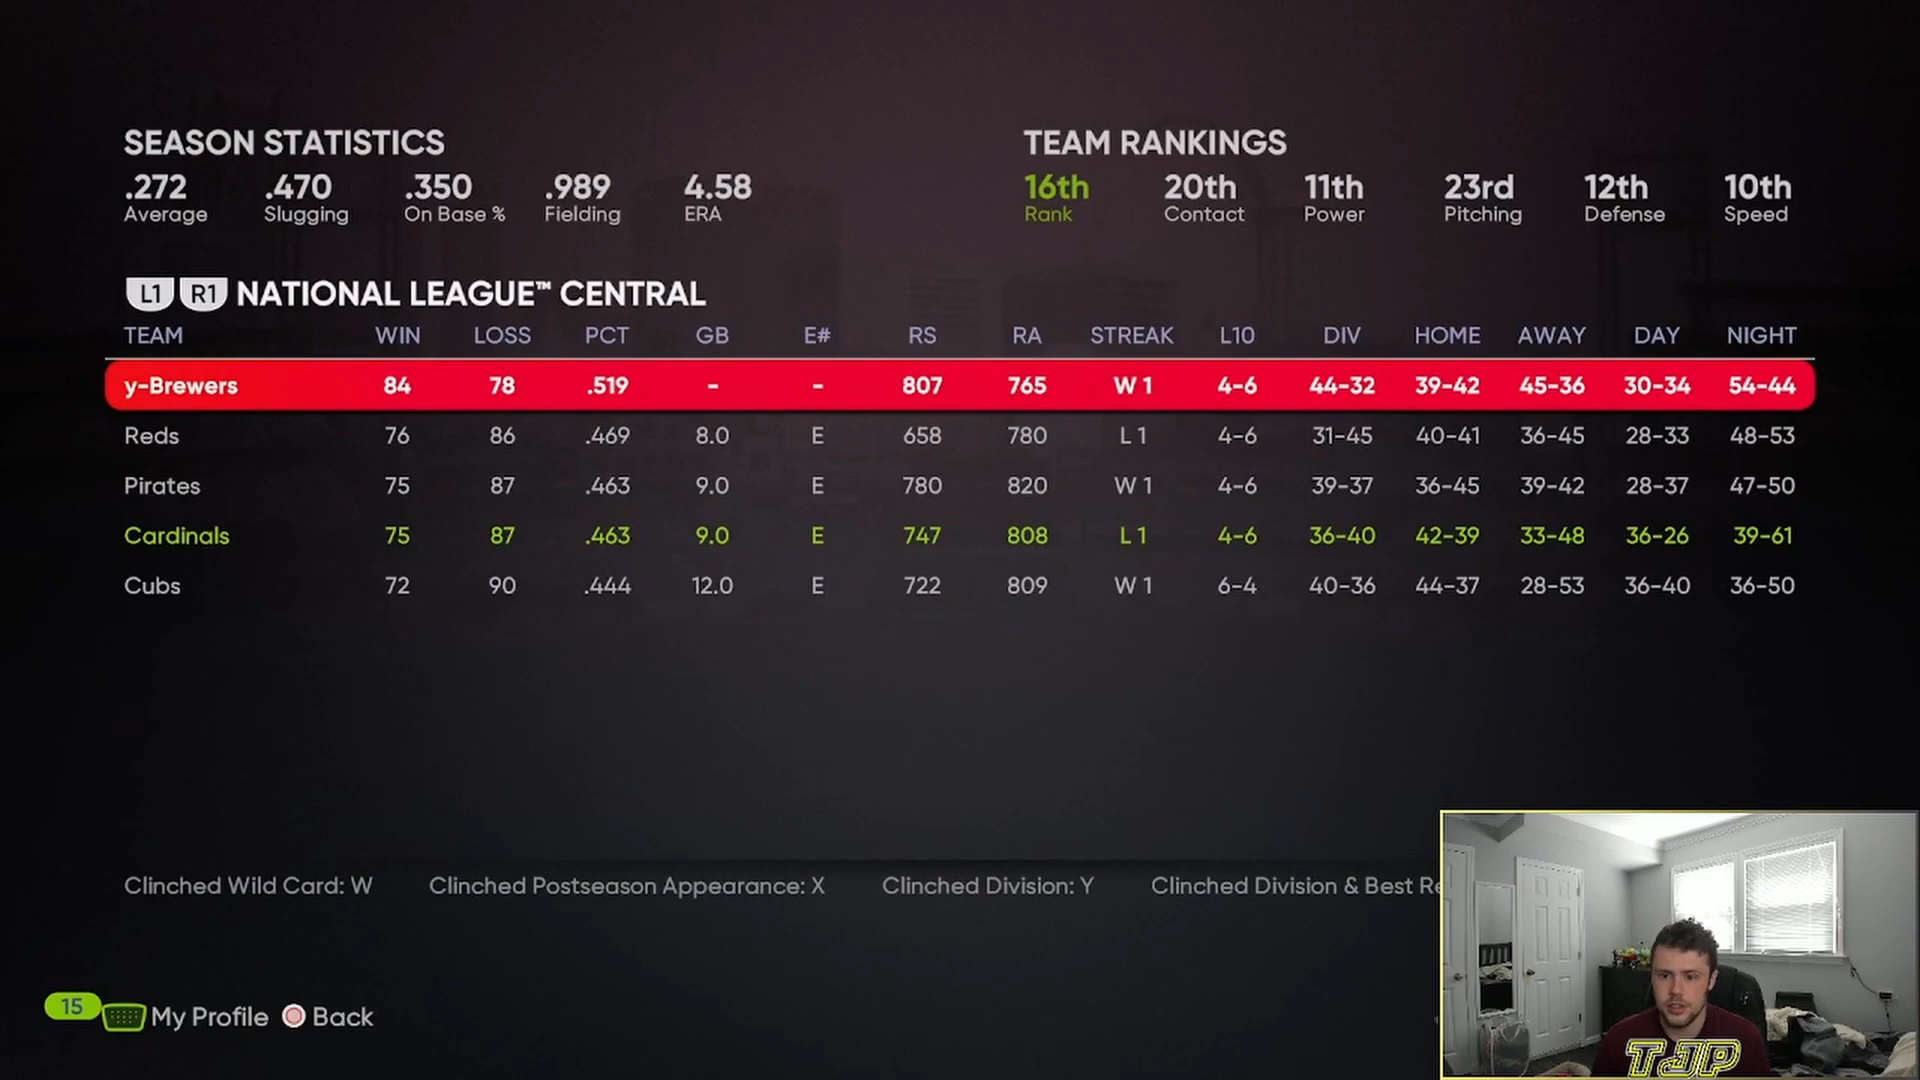 SEASON STATISTICS
.272 .470 .350 .989 4.58
Average Slugging On Base % Fielding ERA
TEAM RANKINGS
16th 20th 11th 23rd 12th 10th
Rank Contact Power Pitching Defense Speed
L1 R1 NATIONAL LEAGUE™ CENTRAL
TEAM WIN LOSS PCT GB E# RS RA STREAK L10 DIV HOME AWAY DAY NIGHT
y-Brewers 84 78 .519 - - 807 765 W 1 4-6 44-32 39-42 45-36 30-34 54-44
Reds 76 86 .469 8.0 E 658 780 L 1 4-6 31-45 40-41 36-45 28-33 48-53
Pirates 75 87 .463 9.0 E 780 820 W 1 4-6 39-37 36-45 39-42 28-37 47-50
Cardinals 75 87 .463 9.0 E 747 808 L 1 4-6 36-40 42-39 33-48 36-26 39-61
Cubs 72 90 .444 12.0 E 722 809 W 1 6-4 40-36 44-37 28-53 36-40 36-50
Clinched Wild Card: W Clinched Postseason Appearance: X Clinched Division: Y Clinched Division & Best Re
15 My Profile Back
TJP